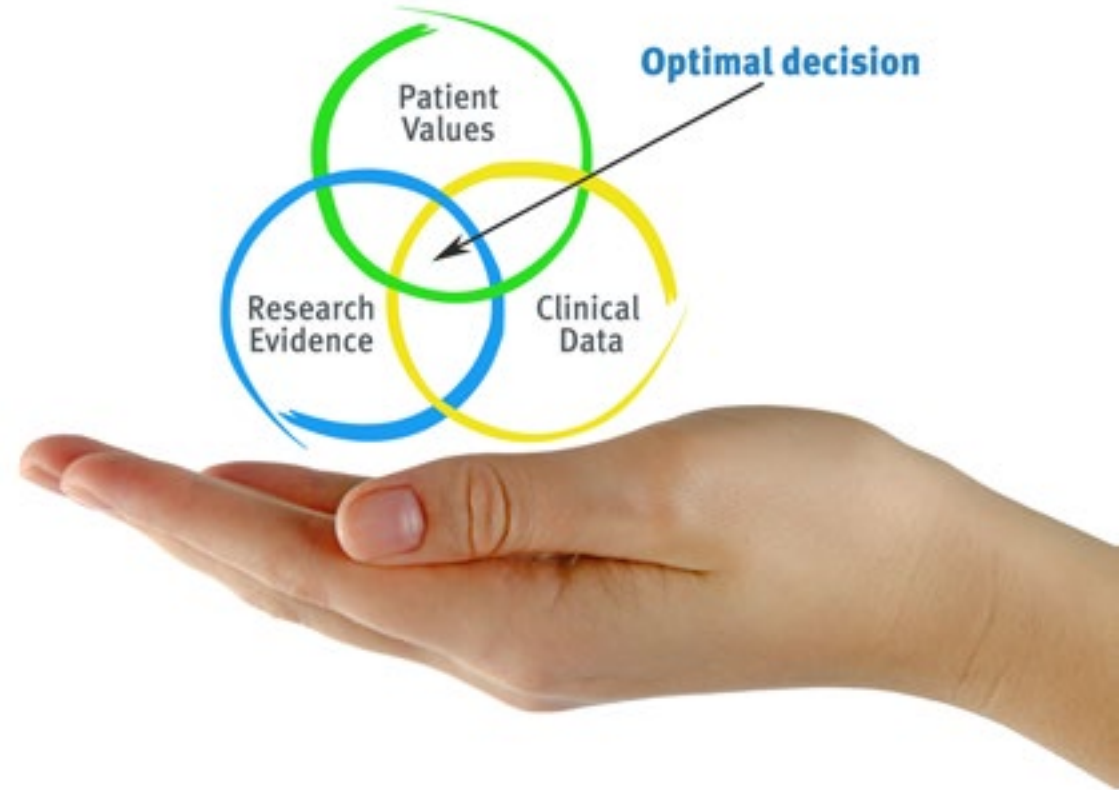 Optimal decision
Patient
Values
Research
Evidence
Clinical
Data